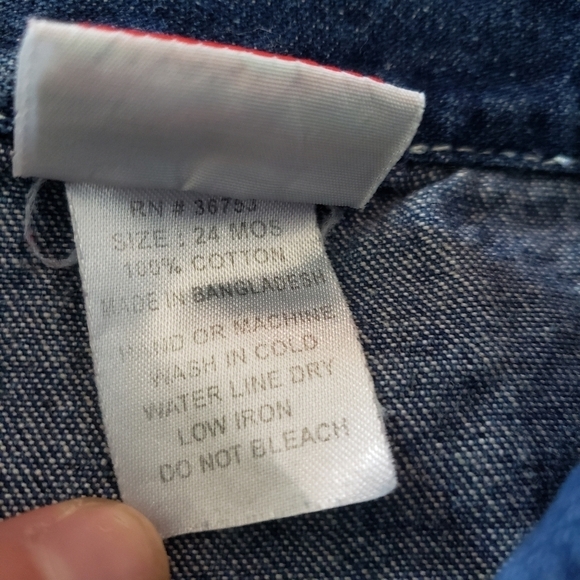 RN # 36753
SIZE : 24 MOS
100% COTTON
MADE IN BANGLADESH
HAND OR MACHINE
WASH IN COLD
WATER LINE DRY
LOW IRON
DO NOT BLEACH